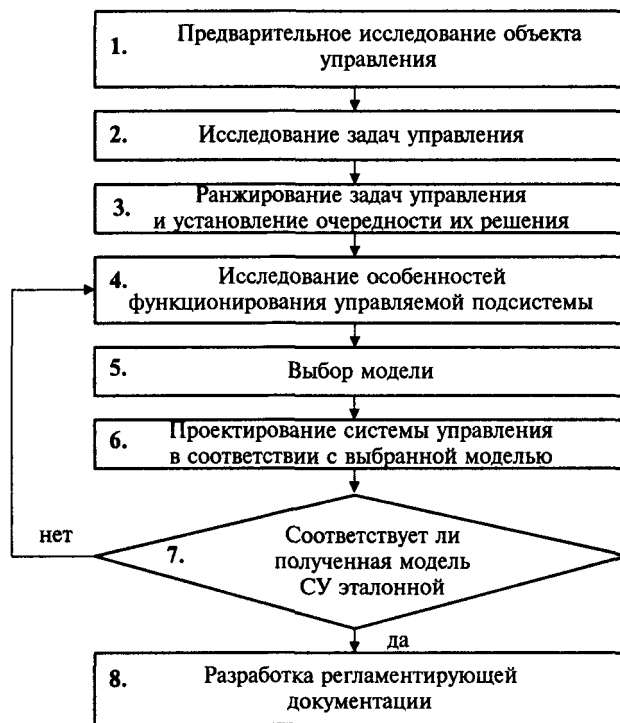 1. Предварительное исследование объекта
управления
2. Исследование задач управления
3. Ранжирование задач управления
и установление очередности их решения
4. Исследование особенностей
функционирования управляемой подсистемы
5. Выбор модели
6. Проектирование системы управления
в соответствии с выбранной моделью
нет
7. Соответствует ли
полученная модель
СУ эталонной
да
8. Разработка регламентирующей
документации